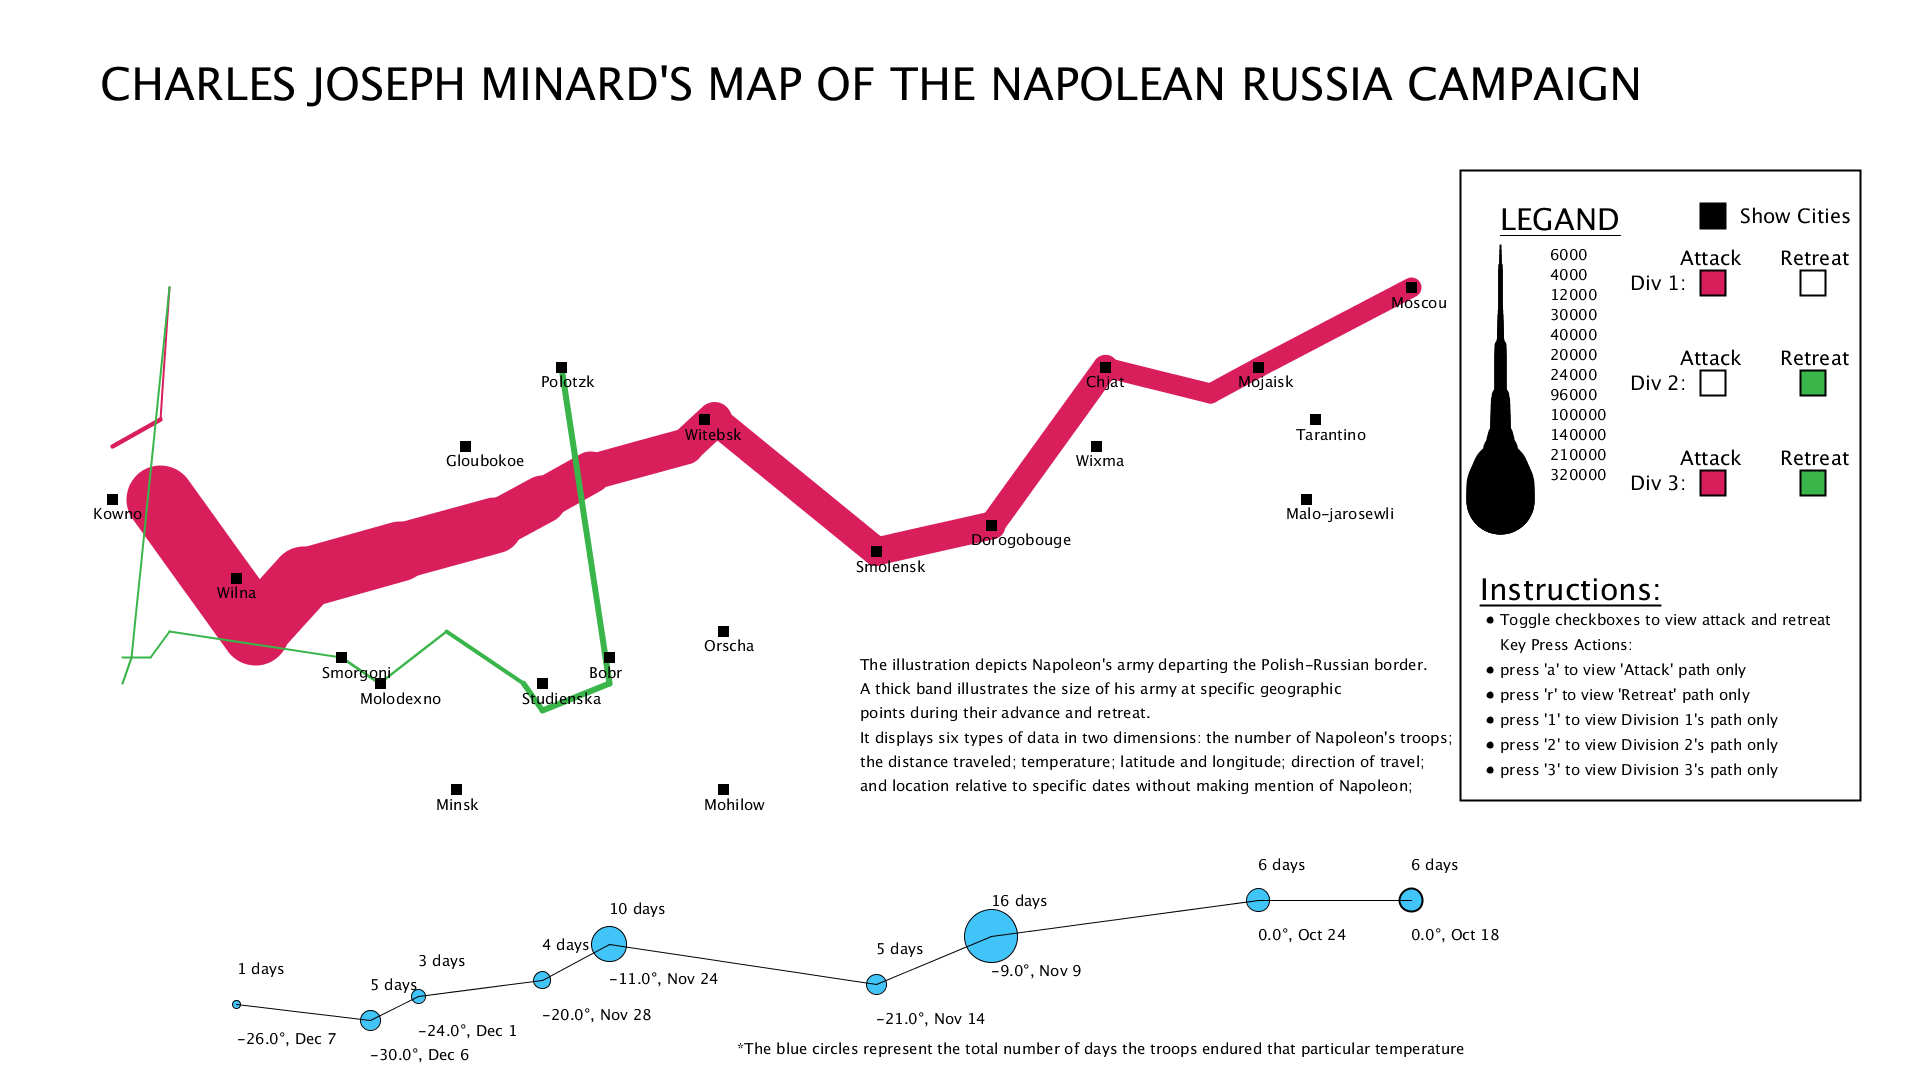 CHARLES JOSEPH MINARD'S MAP OF THE NAPOLEAN RUSSIA CAMPAIGN
LEGAND
Show Cities
6000
4000
12000
30000
40000
20000
24000
96000
100000
140000
210000
320000
Attack Retreat
Div 1:
Attack Retreat
Div 2:
Attack Retreat
Div 3:
Instructions:
Toggle checkboxes to view attack and retreat
Key Press Actions:
press 'a' to view 'Attack' path only
press 'r' to view 'Retreat' path only
press '1' to view Division 1's path only
press '2' to view Division 2's path only
press '3' to view Division 3's path only
Moscou
Polotzk
Chjat
Mojaisk
Witebsk
Tarantino
Gloubokoe
Wixma
Kowno
Malo-jarosewli
Dorogobouge
Smolensk
Wilna
Orscha
Smorgoni
Bobr
Molodexno
Studienska
Minsk
Mohilow
The illustration depicts Napoleon's army departing the Polish-Russian border.
A thick band illustrates the size of his army at specific geographic
points during their advance and retreat.
It displays six types of data in two dimensions: the number of Napoleon's troops;
the distance traveled; temperature; latitude and longitude; direction of travel;
and location relative to specific dates without making mention of Napoleon;
1 days
-26.0°, Dec 7
5 days
-30.0°, Dec 6
3 days
-24.0°, Dec 1
4 days
-20.0°, Nov 28
10 days
-11.0°, Nov 24
5 days
-21.0°, Nov 14
16 days
-9.0°, Nov 9
6 days
0.0°, Oct 24
6 days
0.0°, Oct 18
*The blue circles represent the total number of days the troops endured that particular temperature